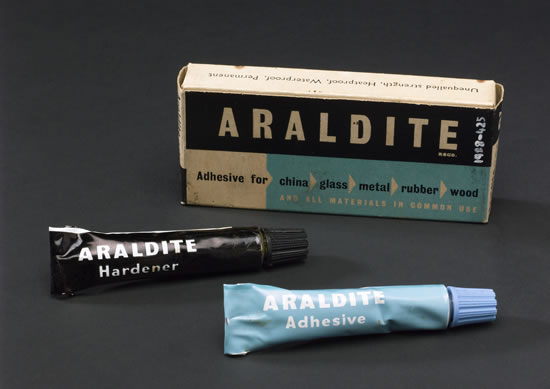 Unequalled strength, Heatproof, Waterproof, Permanent
ARALDITE
REGD.
1988-425
Adhesive for china glass metal rubber wood
AND ALL MATERIALS IN COMMON USE
ARALDITE
Hardener
ARALDITE
Adhesive